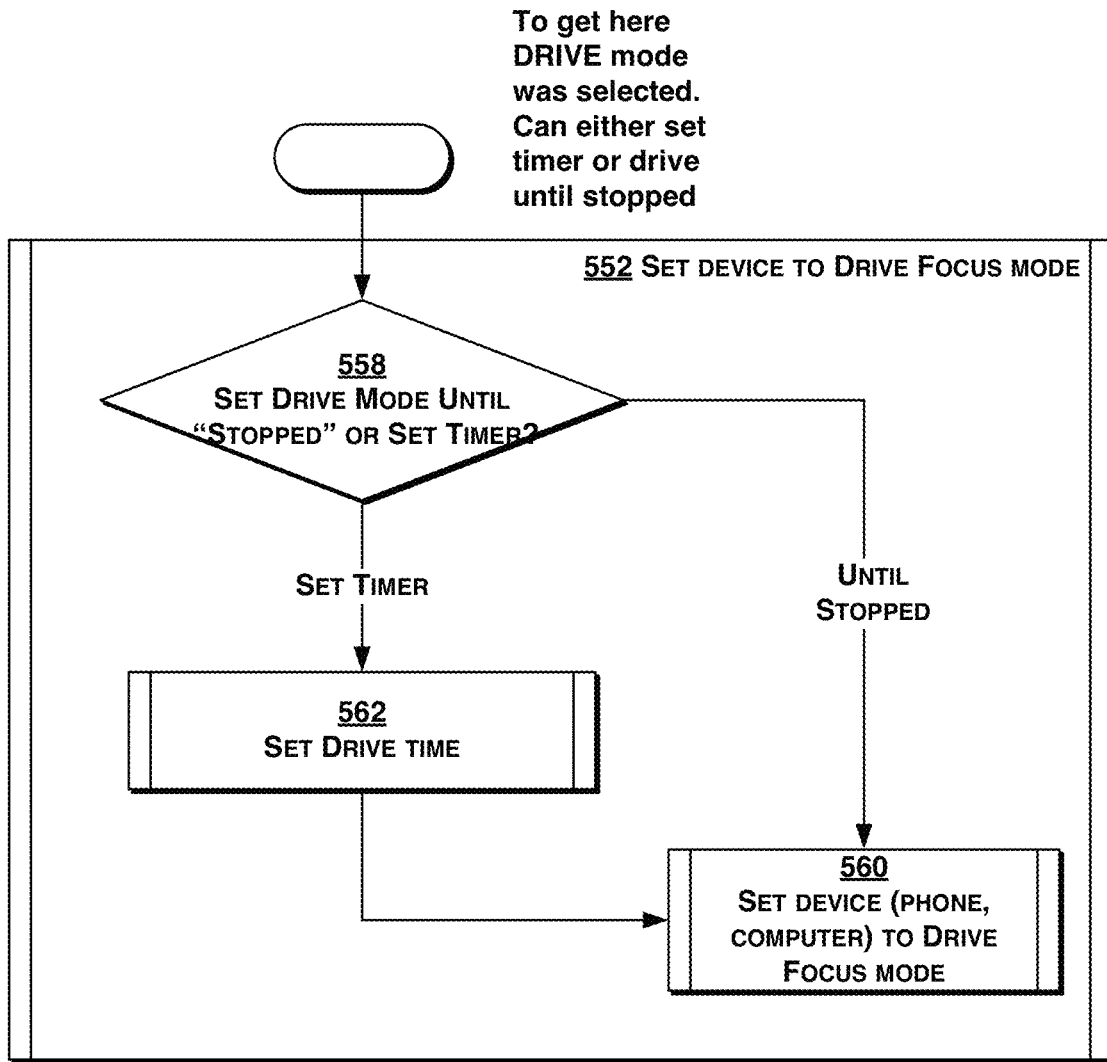 To get here
DRIVE mode
was selected.
Can either set
timer or drive
until stopped
552 SET DEVICE TO DRIVE FOCUS MODE
558
SET DRIVE MODE UNTIL
“STOPPED” OR SET TIMER?
SET TIMER
UNTIL
STOPPED
562
SET DRIVE TIME
560
SET DEVICE (PHONE,
COMPUTER) TO DRIVE
FOCUS MODE